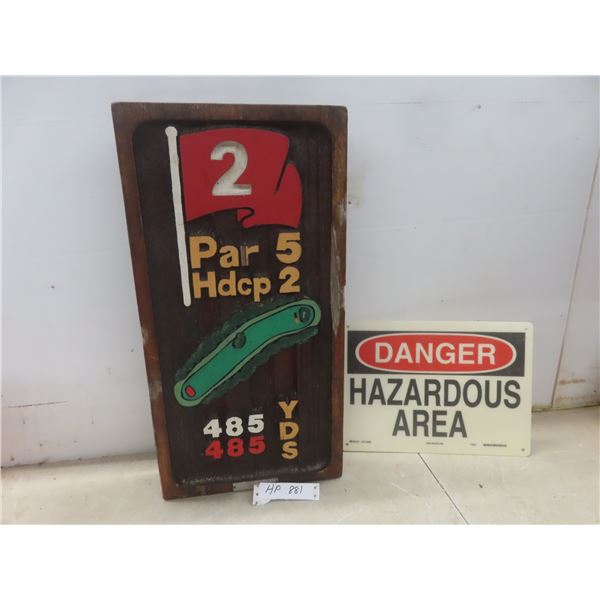 2
Par 5
Hdcp 2
485
485
YDS
HP 881
DANGER
HAZARDOUS
AREA